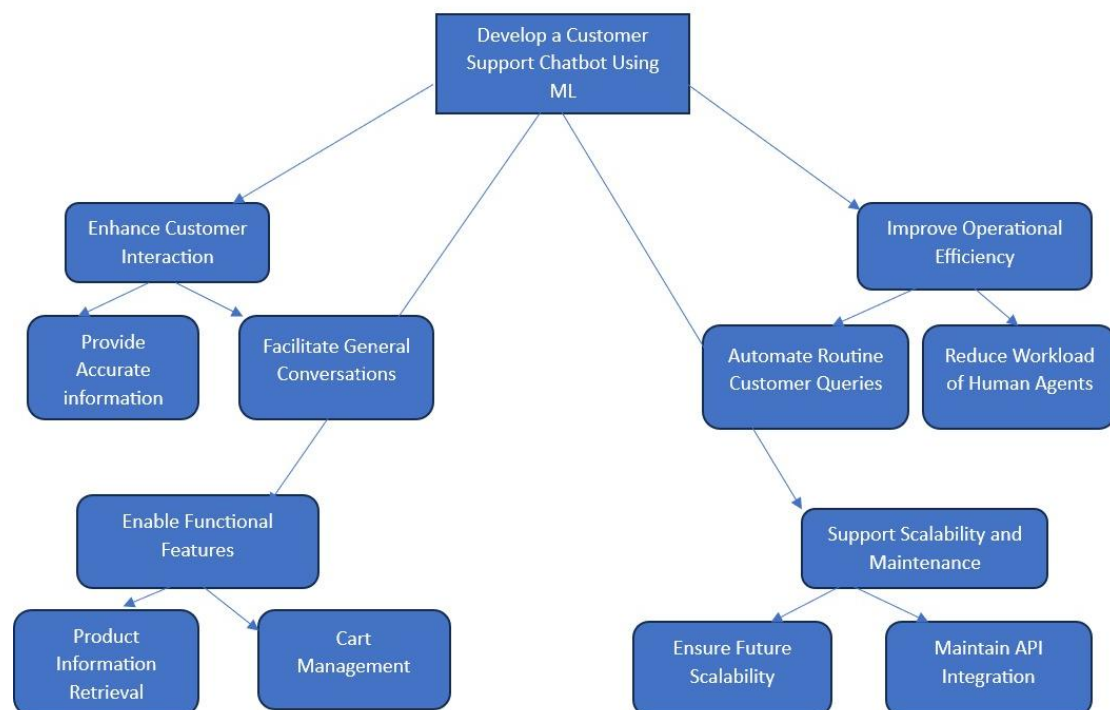 Develop a Customer
Support Chatbot Using
ML
Enhance Customer
Interaction
Improve Operational
Efficiency
Provide
Accurate
information
Facilitate General
Conversations
Automate Routine
Customer Queries
Reduce Workload
of Human Agents
Enable Functional
Features
Support Scalability and
Maintenance
Product
Information
Retrieval
Cart
Management
Ensure Future
Scalability
Maintain API
Integration